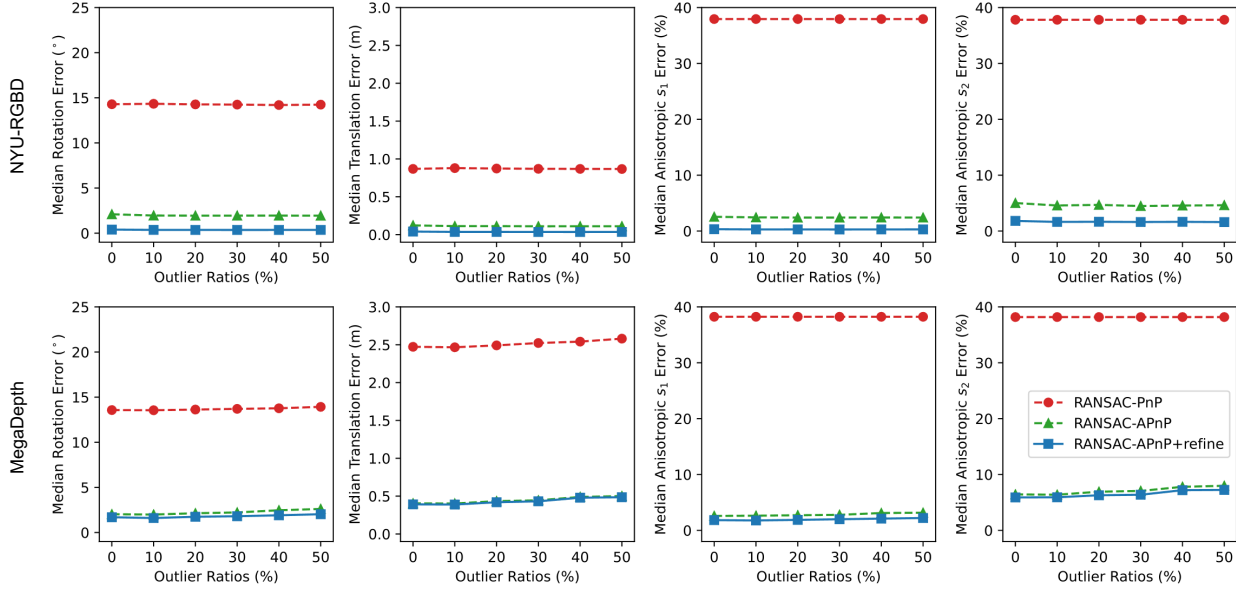 NYU-RGBD
Median Rotation Error (°)
25
20
15
10
5
0
0 10 20 30 40 50
Outlier Ratios (%)
Median Translation Error (m)
3.0
2.5
2.0
1.5
1.0
0.5
0.0
0 10 20 30 40 50
Outlier Ratios (%)
Median Anisotropic s₁ Error (%)
40
30
20
10
0
0 10 20 30 40 50
Outlier Ratios (%)
Median Anisotropic s₂ Error (%)
40
30
20
10
0
0 10 20 30 40 50
Outlier Ratios (%)
MegaDepth
Median Rotation Error (°)
25
20
15
10
5
0
0 10 20 30 40 50
Outlier Ratios (%)
Median Translation Error (m)
3.0
2.5
2.0
1.5
1.0
0.5
0.0
0 10 20 30 40 50
Outlier Ratios (%)
Median Anisotropic s₁ Error (%)
40
30
20
10
0
0 10 20 30 40 50
Outlier Ratios (%)
Median Anisotropic s₂ Error (%)
40
30
20
10
0
RANSAC-PnP
RANSAC-APnP
RANSAC-APnP+refine
0 10 20 30 40 50
Outlier Ratios (%)